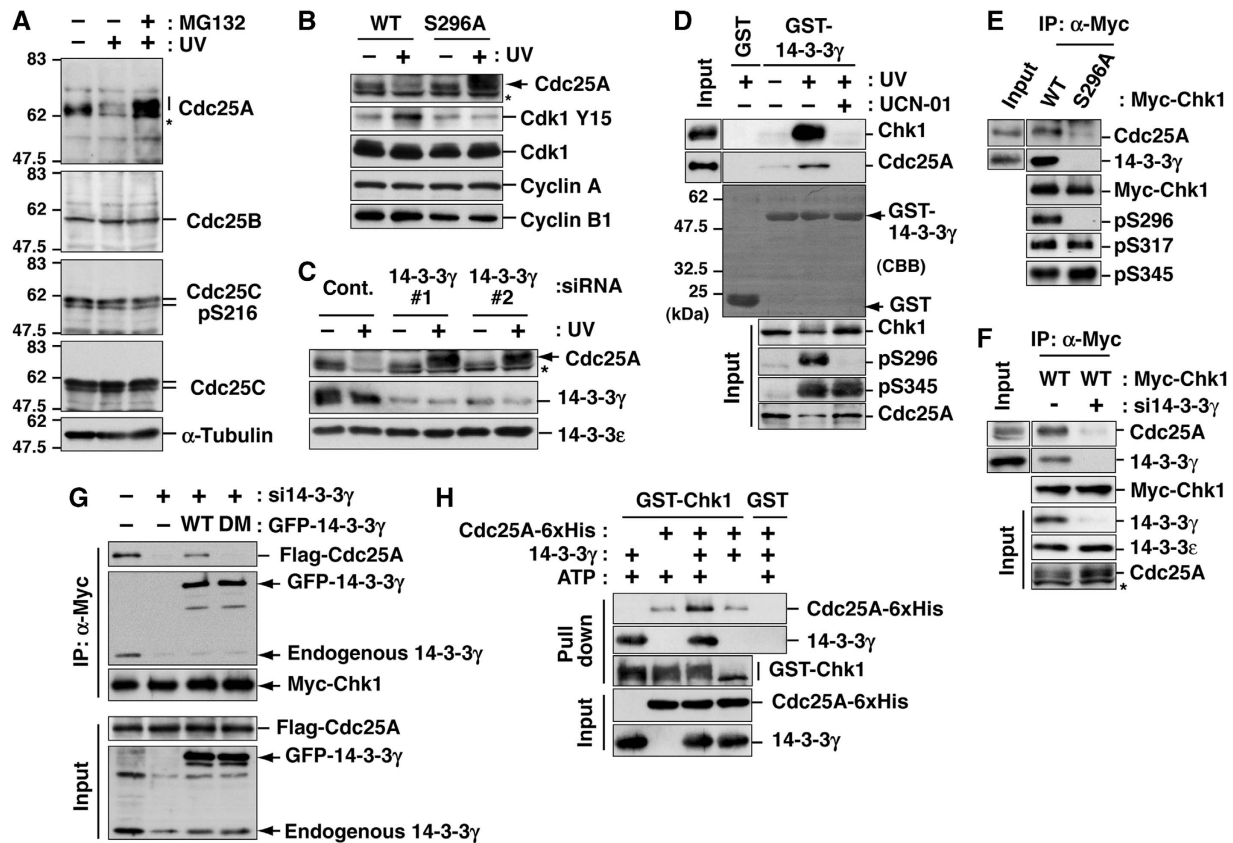 A
– – + : MG132
– + + : UV
83
62
47.5
Cdc25A
*
83
62
47.5
Cdc25B
83
62
47.5
Cdc25C
pS216
83
62
47.5
Cdc25C
62
47.5
α-Tubulin
B
WT S296A
– + – + : UV
Cdc25A
*
Cdk1 Y15
Cdk1
Cyclin A
Cyclin B1
C
Cont. 14-3-3γ #1 14-3-3γ #2 :siRNA
– + – + – + : UV
Cdc25A
*
14-3-3γ
14-3-3ε
D
Input
GST
GST-14-3-3γ
+ – + + : UV
– – – + : UCN-01
Chk1
Cdc25A
62
47.5
32.5
25
(kDa)
GST-14-3-3γ
(CBB)
GST
Input
Chk1
pS296
pS345
Cdc25A
E
IP: α-Myc
Input WT S296A : Myc-Chk1
Cdc25A
14-3-3γ
Myc-Chk1
pS296
pS317
pS345
F
IP: α-Myc
Input
WT WT : Myc-Chk1
- + : si14-3-3γ
Cdc25A
14-3-3γ
Myc-Chk1
Input
14-3-3γ
14-3-3ε
Cdc25A
*
G
– + + + : si14-3-3γ
– – WT DM : GFP-14-3-3γ
IP: α-Myc
Flag-Cdc25A
GFP-14-3-3γ
Endogenous 14-3-3γ
Myc-Chk1
Input
Flag-Cdc25A
GFP-14-3-3γ
Endogenous 14-3-3γ
H
GST-Chk1 GST
Cdc25A-6xHis : + + + +
14-3-3γ : + + + +
ATP : + + + +
Pull down
Cdc25A-6xHis
14-3-3γ
GST-Chk1
Input
Cdc25A-6xHis
14-3-3γ